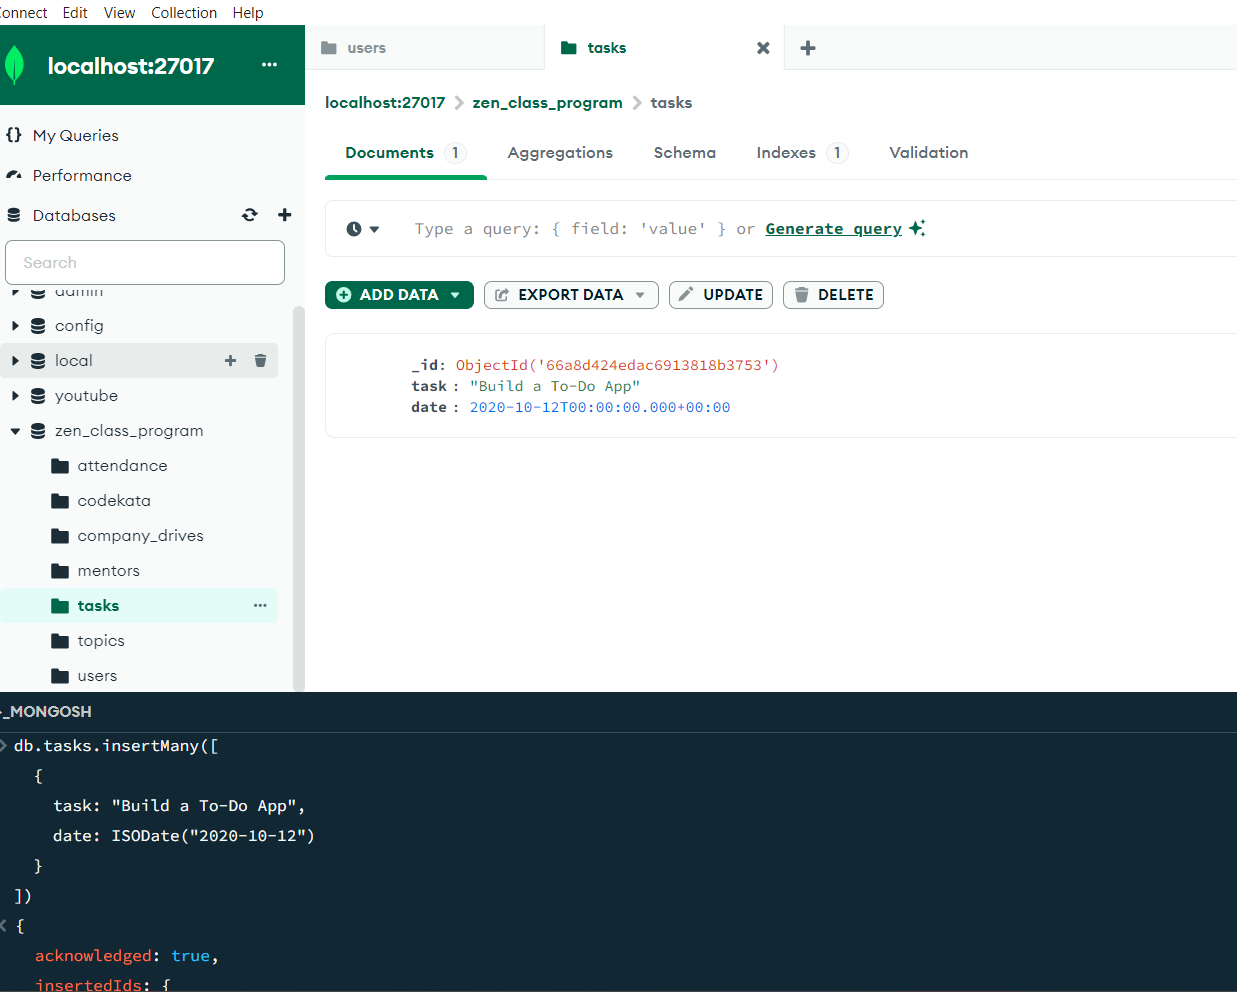 Connect Edit View Collection Help
localhost:27017 ...
users
tasks
localhost:27017 > zen_class_program > tasks
{} My Queries
Performance
Databases
Search
admin
config
local
youtube
zen_class_program
attendance
codekata
company_drives
mentors
tasks ...
topics
users
Documents 1 Aggregations Schema Indexes 1 Validation
Type a query: { field: 'value' } or Generate query
ADD DATA EXPORT DATA UPDATE DELETE
_id: ObjectId('66a8d424edac6913818b3753')
task : "Build a To-Do App"
date : 2020-10-12T00:00:00.000+00:00
>_MONGOSH
> db.tasks.insertMany([
{
task: "Build a To-Do App",
date: ISODate("2020-10-12")
}
])
< {
acknowledged: true,
insertedIds: {